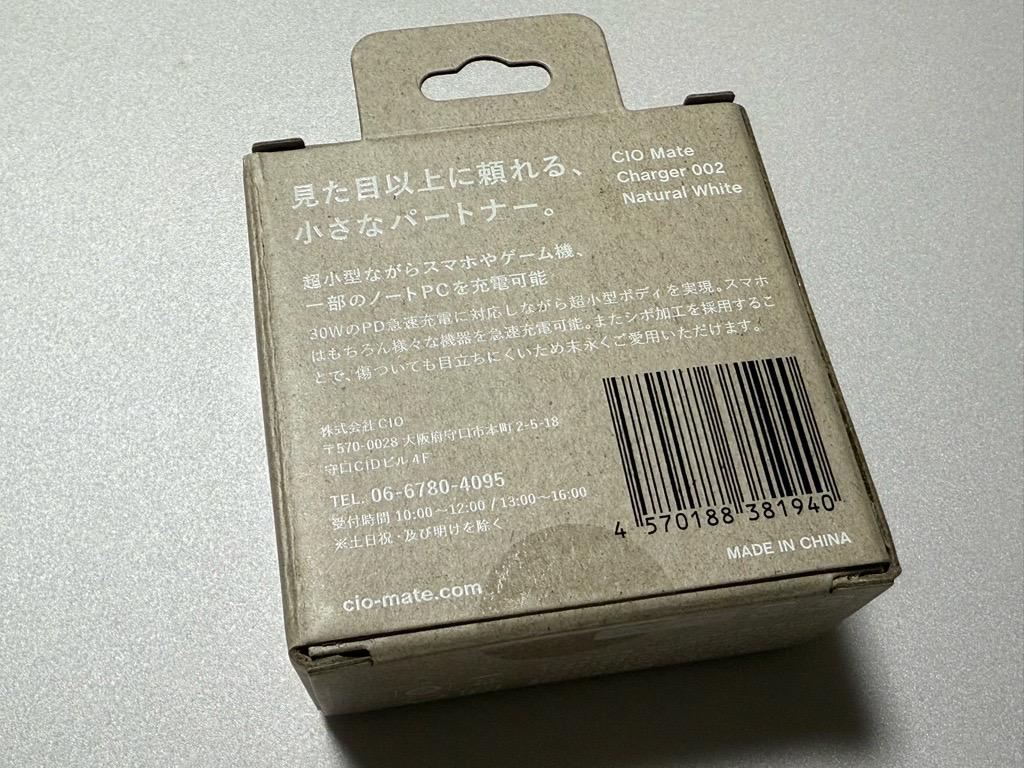 見た目以上に頼れる、
小さなパートナー。
CIO Mate
Charger 002
Natural White
超小型ながらスマホやゲーム機、
一部のノートPCを充電可能
30WのPD急速充電に対応しながら超小型ボディを実現。スマホ
はもちろん様々な機器を急速充電可能。またシボ加工を採用するこ
とで、傷ついても目立ちにくいため末永くご愛用いただけます。
株式会社CIO
〒570-0028 大阪府守口市本町 2-5-18
守口CIDビル 4F
TEL. 06-6780-4095
受付時間 10:00〜12:00 / 13:00〜16:00
※土日祝・及び明けを除く
cio-mate.com
4 570188 381940
MADE IN CHINA